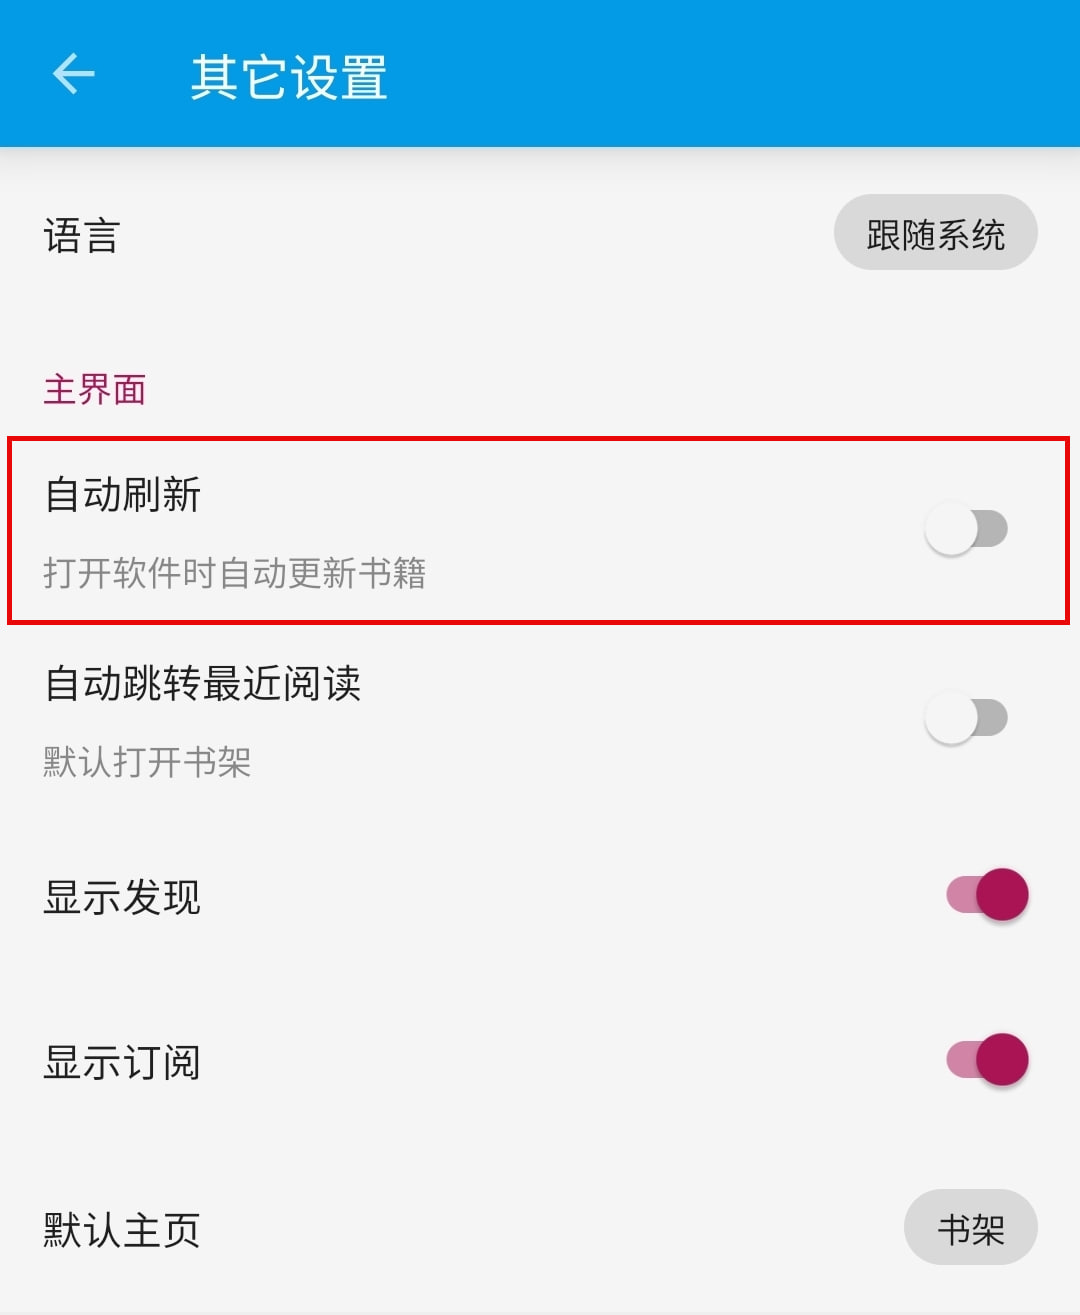 其它设置
语言
跟随系统
主界面
自动刷新
打开软件时自动更新书籍
自动跳转最近阅读
默认打开书架
显示发现
显示订阅
默认主页
书架